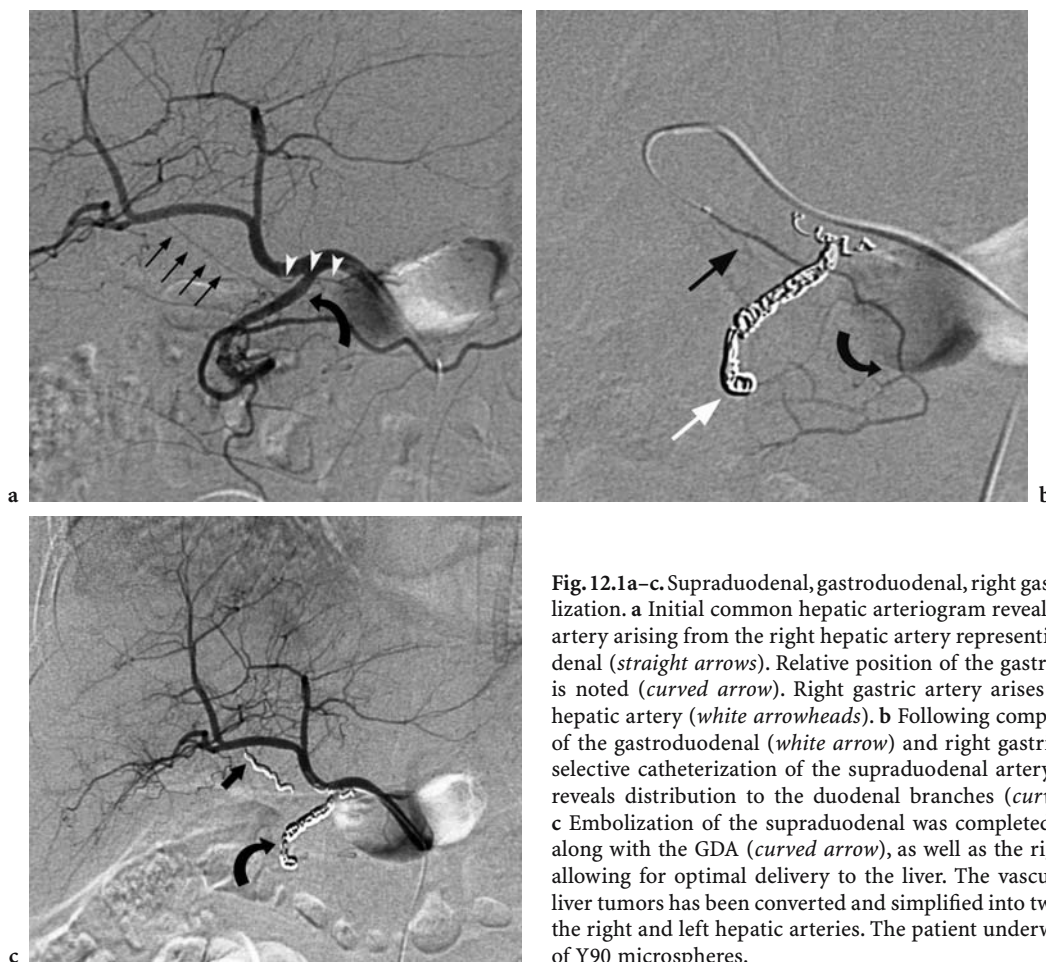 a
b
c
Fig. 12.1a–c. Supraduodenal, gastroduodenal, right gas
lization. a Initial common hepatic arteriogram reveal
artery arising from the right hepatic artery representi
denal (straight arrows). Relative position of the gastr
is noted (curved arrow). Right gastric artery arises
hepatic artery (white arrowheads). b Following comp
of the gastroduodenal (white arrow) and right gastri
selective catheterization of the supraduodenal artery
reveals distribution to the duodenal branches (cur
c Embolization of the supraduodenal was completed
along with the GDA (curved arrow), as well as the ri
allowing for optimal delivery to the liver. The vascu
liver tumors has been converted and simplified into tw
the right and left hepatic arteries. The patient underw
of Y90 microspheres.